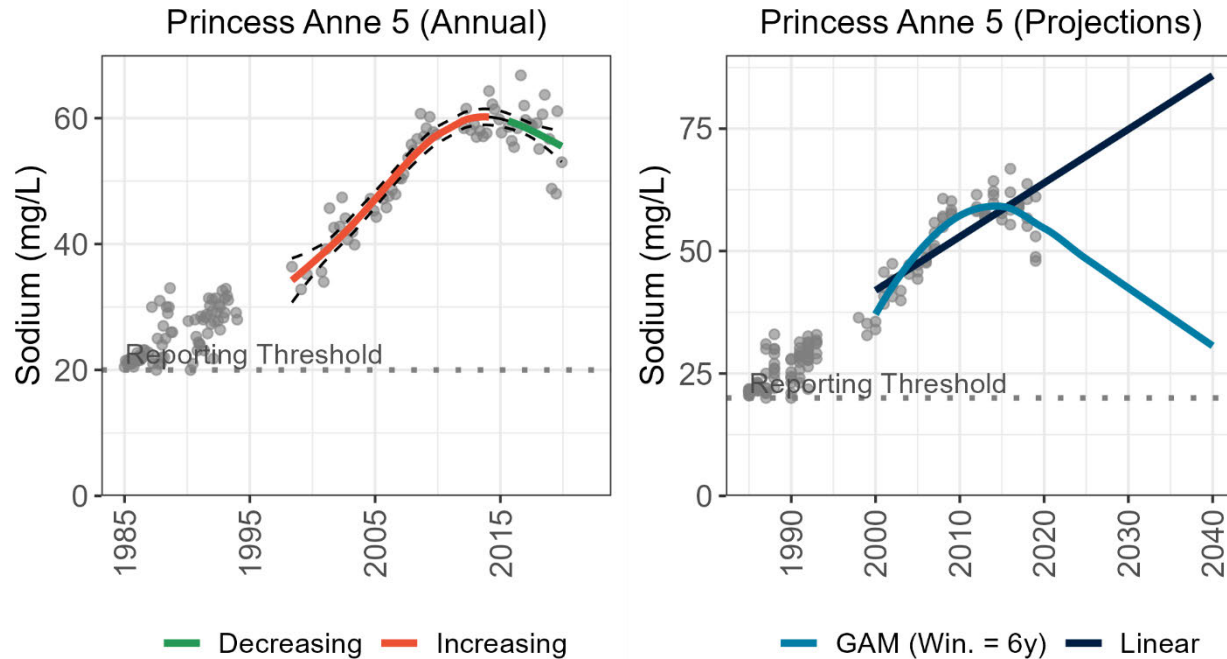 Princess Anne 5 (Annual)
Sodium (mg/L)
60
40
20
0
Reporting Threshold
1985
1995
2005
2015
Decreasing
Increasing
Princess Anne 5 (Projections)
Sodium (mg/L)
75
50
25
0
Reporting Threshold
1990
2000
2010
2020
2030
2040
GAM (Win. = 6y)
Linear